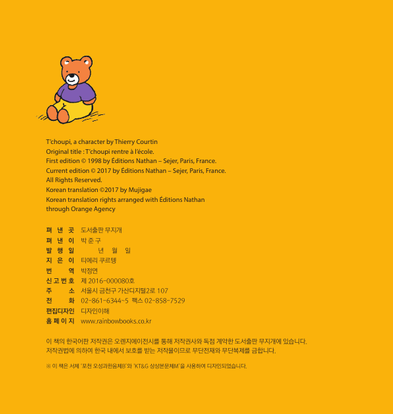 T'choupi, a character by Thierry Courtin
Original title : T'choupi rentre à l'école.
First edition © 1998 by Éditions Nathan – Sejer, Paris, France.
Current edition © 2017 by Éditions Nathan – Sejer, Paris, France.
All Rights Reserved.
Korean translation ©2017 by Mujigae
Korean translation rights arranged with Éditions Nathan
through Orange Agency
펴 낸 곳 도서출판 무지개
펴 낸 이 박준구
발 행 일 년 월 일
지 은 이 티에리 쿠르탱
번 역 박정연
신고번호 제 2016-000080호
주 소 서울시 금천구 가산디지털2로 107
전 화 02-861-6344~5 팩스 02-858-7529
편집디자인 디자인이채
홈페이지 www.rainbowbooks.co.kr
이 책의 한국어판 저작권은 오렌지에이전시를 통해 저작권사와 독점 계약한 도서출판 무지개에 있습니다.
저작권법에 의하여 한국 내에서 보호를 받는 저작물이므로 무단전재와 무단복제를 금합니다.
※ 이 책은 서체 '포천 오성과한음체B'와 'KT&G 상상본문체M'을 사용하여 디자인되었습니다.